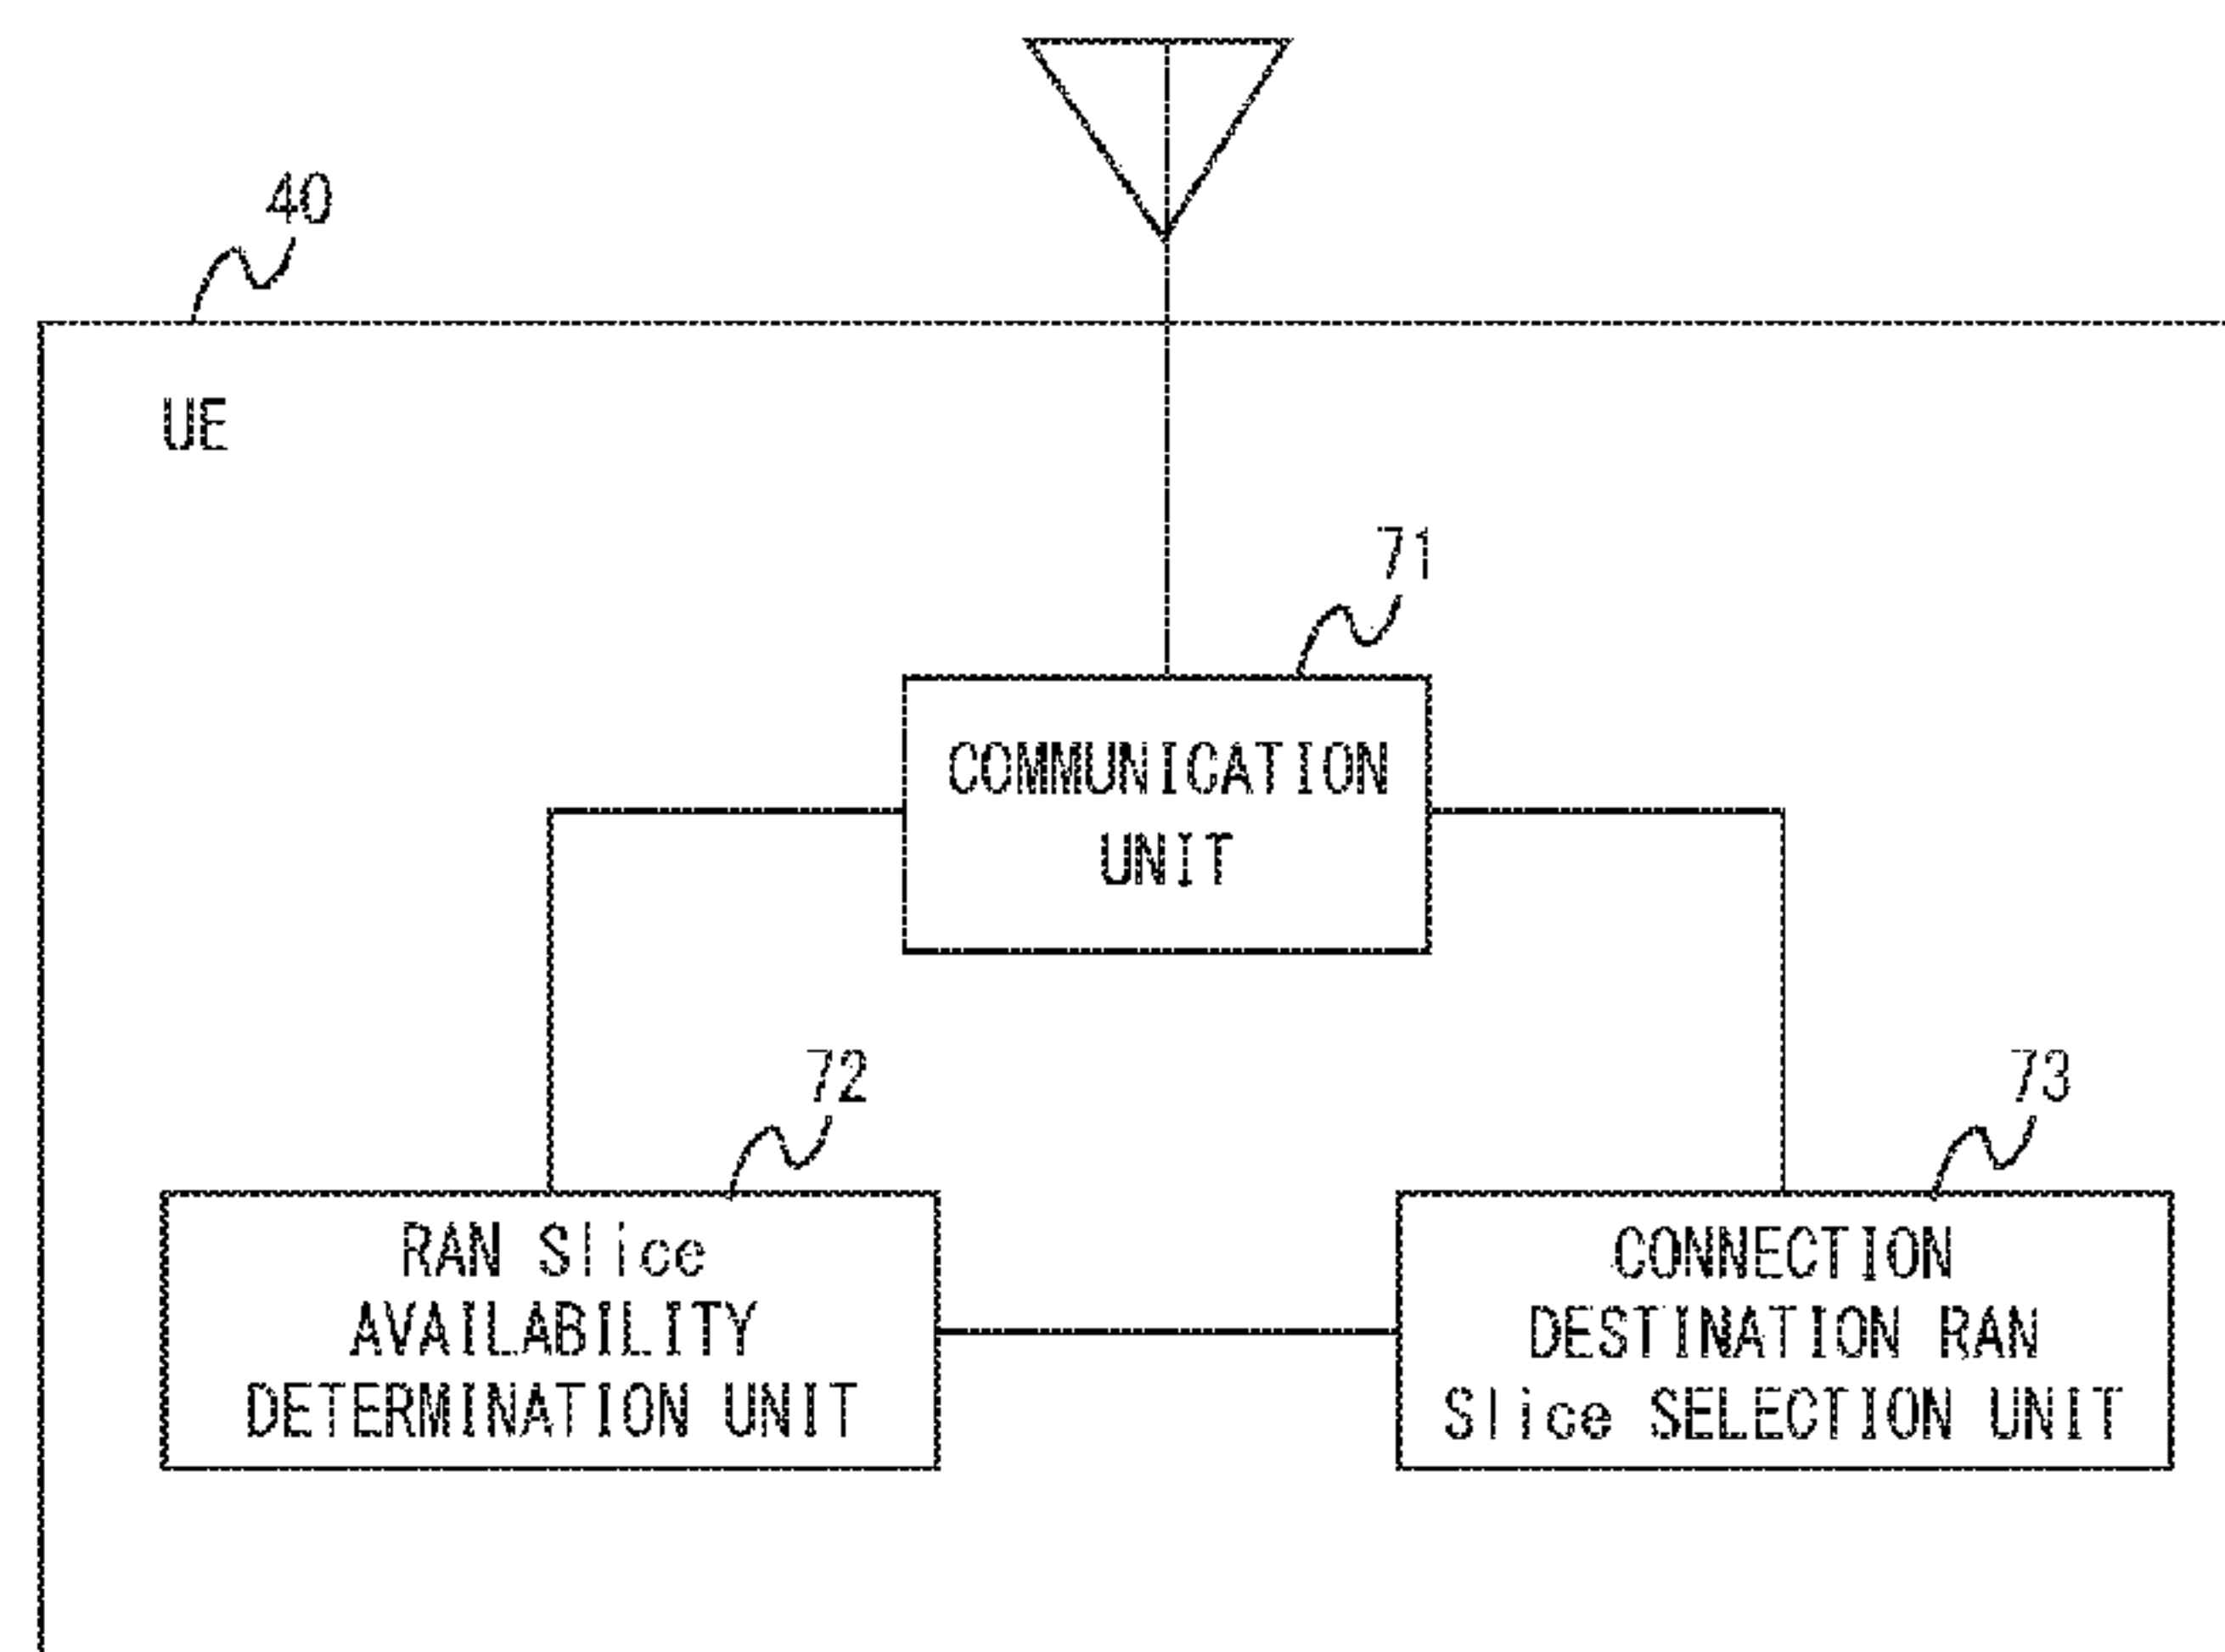 40
UE
71
COMMUNICATION
UNIT
72
RAN Slice
AVAILABILITY
DETERMINATION UNIT
73
CONNECTION
DESTINATION RAN
Slice SELECTION UNIT